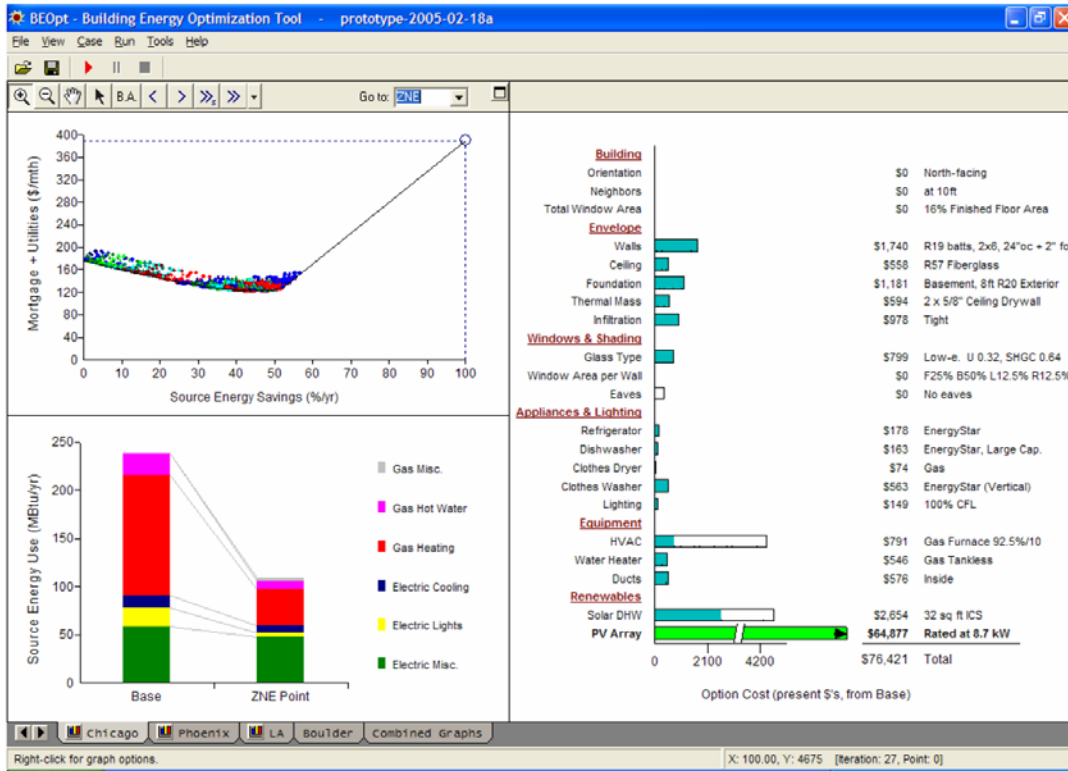 BEOpt - Building Energy Optimization Tool - prototype-2005-02-18a
File View Case Run Tools Help
B.A. Go to: ZNE
400
360
320
280
240
200
160
120
80
40
0
Mortgage + Utilities ($/mth)
0 10 20 30 40 50 60 70 80 90 100
Source Energy Savings (%/yr)
250
200
150
100
50
0
Source Energy Use (MBtu/yr)
Base ZNE Point
Gas Misc.
Gas Hot Water
Gas Heating
Electric Cooling
Electric Lights
Electric Misc.
Building
Orientation $0 North-facing
Neighbors $0 at 10ft
Total Window Area $0 16% Finished Floor Area
Envelope
Walls $1,740 R19 batts, 2x6, 24"oc + 2" fo
Ceiling $558 R57 Fiberglass
Foundation $1,181 Basement, 8ft R20 Exterior
Thermal Mass $594 2 x 5/8" Ceiling Drywall
Infiltration $978 Tight
Windows & Shading
Glass Type $799 Low-e. U 0.32, SHGC 0.64
Window Area per Wall $0 F25% B50% L12.5% R12.5%
Eaves $0 No eaves
Appliances & Lighting
Refrigerator $178 EnergyStar
Dishwasher $163 EnergyStar, Large Cap.
Clothes Dryer $74 Gas
Clothes Washer $563 EnergyStar (Vertical)
Lighting $149 100% CFL
Equipment
HVAC $791 Gas Furnace 92.5%/10
Water Heater $546 Gas Tankless
Ducts $576 Inside
Renewables
Solar DHW $2,654 32 sq ft ICS
PV Array $64,877 Rated at 8.7 kW
0 2100 4200 $76,421 Total
Option Cost (present $'s, from Base)
Chicago Phoenix LA Boulder Combined Graphs
Right-click for graph options. X: 100.00, Y: 4675 [Iteration: 27, Point: 0]